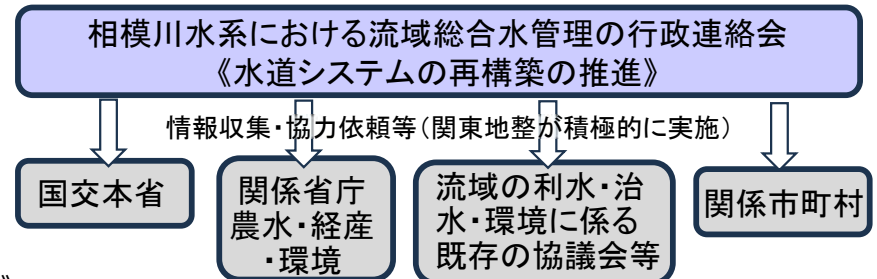 相模川水系における流域総合水管理の行政連絡会
《水道システムの再構築の推進》
情報収集・協力依頼等（関東地整が積極的に実施）
国交本省
関係省庁
農水・経産
・環境
流域の利水・治
水・環境に係る
既存の協議会等
関係市町村
》